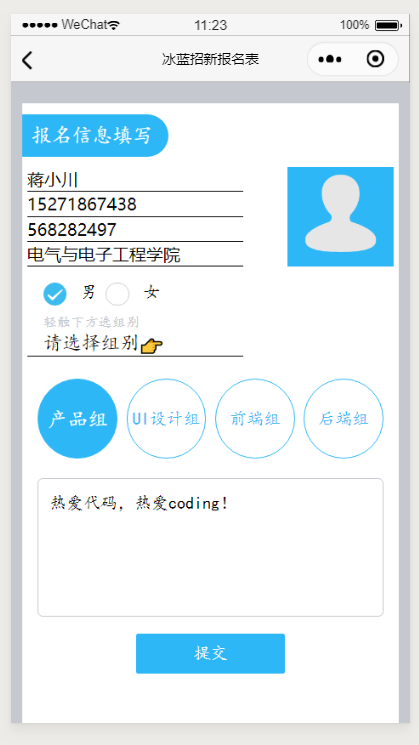 WeChat 11:23 100%
冰蓝招新报名表
报名信息填写
蒋小川
15271867438
568282497
电气与电子工程学院
男 女
轻触下方选组别
请选择组别👉
产品组 UI设计组 前端组 后端组
热爱代码，热爱coding！
提交